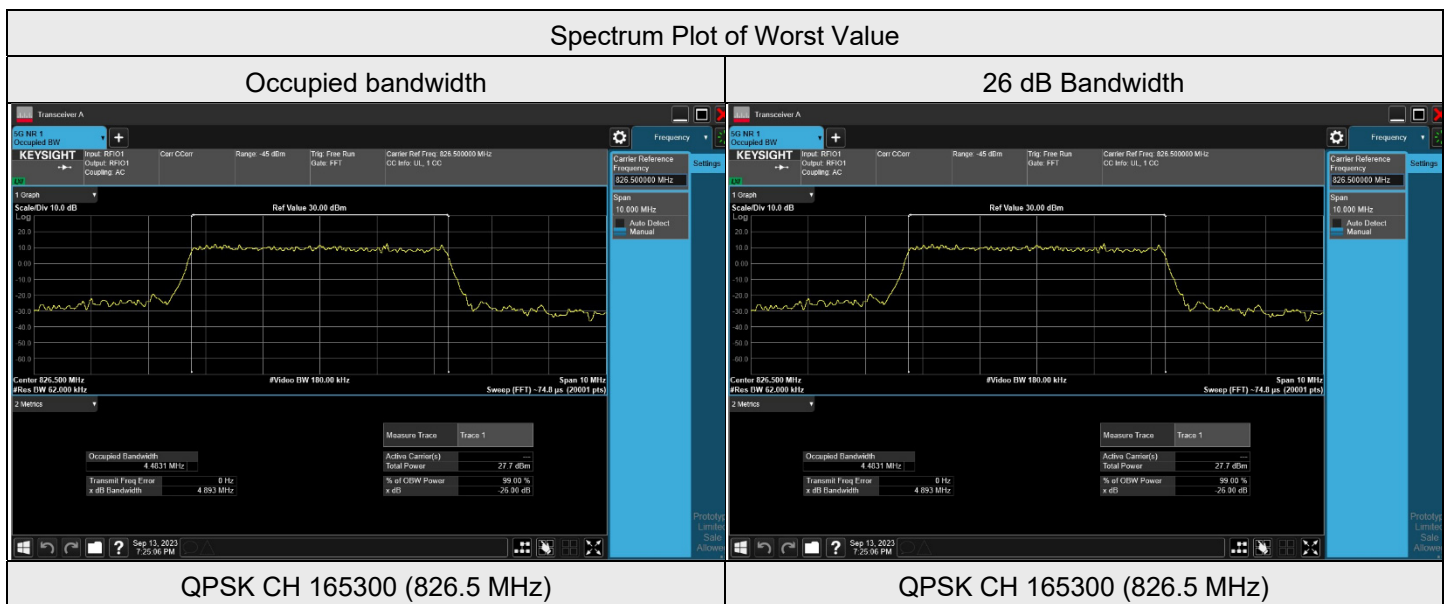 Spectrum Plot of Worst Value
Occupied bandwidth
26 dB Bandwidth
Transceiver A
5G NR 1
Occupied BW
+
Frequency
KEYSIGHT
Input: RFIO1
Output: RFIO1
Coupling: AC
Corr CCorr
Range: -45 dBm
Trig: Free Run
Gate: FFT
Carrier Ref Freq: 826.500000 MHz
CC Info: UL, 1 CC
Carrier Reference
Frequency
826.500000 MHz
Settings
Span
10.000 MHz
Auto Detect
Manual
1 Graph
Scale/Div 10.0 dB
Ref Value 30.00 dBm
Log
20.0
10.0
0.00
-10.0
-20.0
-30.0
-40.0
-50.0
-60.0
Center 826.500 MHz
#Video BW 180.00 kHz
Span 10 MHz
#Res BW 62.000 kHz
Sweep (FFT) ~74.8 µs (20001 pts)
2 Metrics
Measure Trace Trace 1
Occupied Bandwidth
4.4831 MHz
Active Carrier(s) ---
Total Power 27.7 dBm
Transmit Freq Error 0 Hz
x dB Bandwidth 4.893 MHz
% of OBW Power 99.00 %
x dB -26.00 dB
Sep 13, 2023
7:25:06 PM
Prototyp
Limited
Sale
Allowe
Transceiver A
5G NR 1
Occupied BW
+
Frequency
KEYSIGHT
Input: RFIO1
Output: RFIO1
Coupling: AC
Corr CCorr
Range: -45 dBm
Trig: Free Run
Gate: FFT
Carrier Ref Freq: 826.500000 MHz
CC Info: UL, 1 CC
Carrier Reference
Frequency
826.500000 MHz
Settings
Span
10.000 MHz
Auto Detect
Manual
1 Graph
Scale/Div 10.0 dB
Ref Value 30.00 dBm
Log
20.0
10.0
0.00
-10.0
-20.0
-30.0
-40.0
-50.0
-60.0
Center 826.500 MHz
#Video BW 180.00 kHz
Span 10 MHz
#Res BW 62.000 kHz
Sweep (FFT) ~74.8 µs (20001 pts)
2 Metrics
Measure Trace Trace 1
Occupied Bandwidth
4.4831 MHz
Active Carrier(s) ---
Total Power 27.7 dBm
Transmit Freq Error 0 Hz
x dB Bandwidth 4.893 MHz
% of OBW Power 99.00 %
x dB -26.00 dB
Sep 13, 2023
7:25:06 PM
Prototyp
Limited
Sale
Allowe
QPSK CH 165300 (826.5 MHz)
QPSK CH 165300 (826.5 MHz)